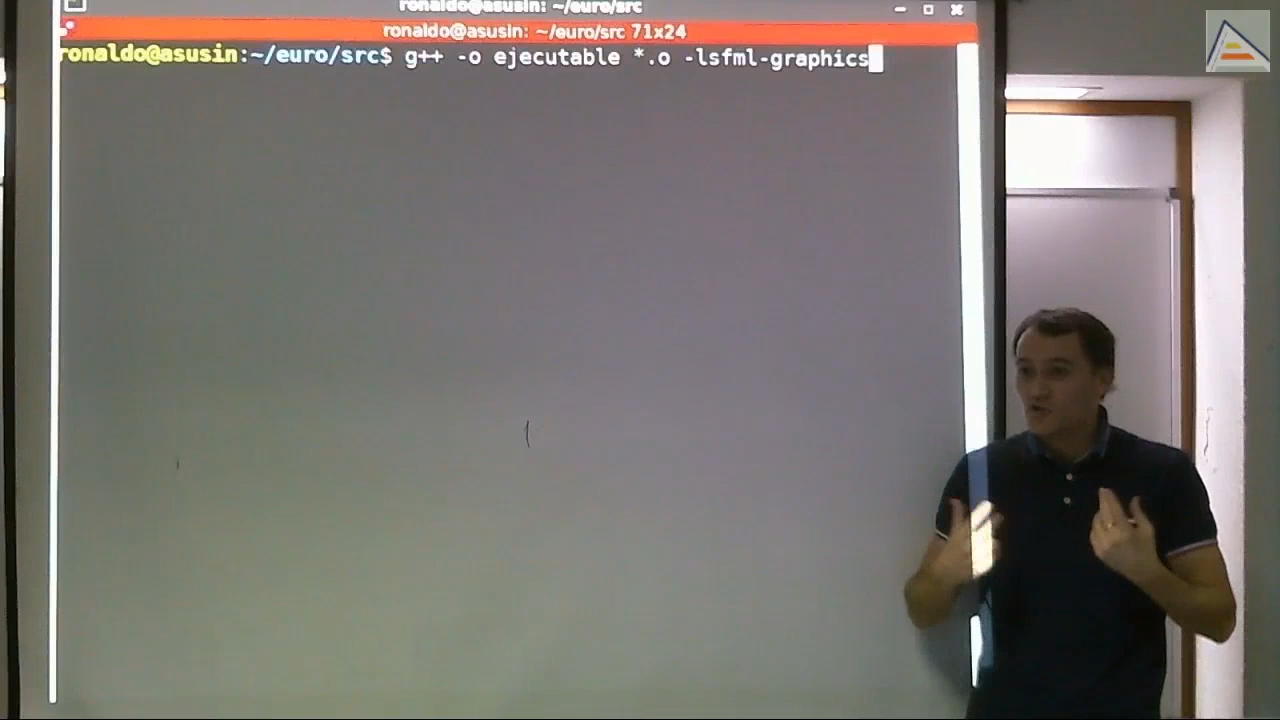 ronaldo@asusin: ~/euro/src
ronaldo@asusin: ~/euro/src 71x24
ronaldo@asusin:~/euro/src$ g++ -o ejecutable *.o -lsfml-graphics